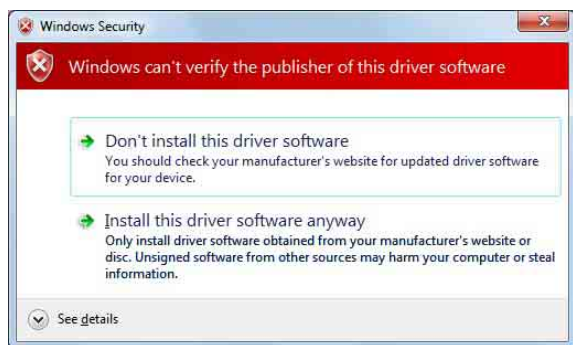 Windows Security
Windows can't verify the publisher of this driver software
Don't install this driver software
You should check your manufacturer's website for updated driver software
for your device.
Install this driver software anyway
Only install driver software obtained from your manufacturer's website or
disc. Unsigned software from other sources may harm your computer or steal
information.
See details